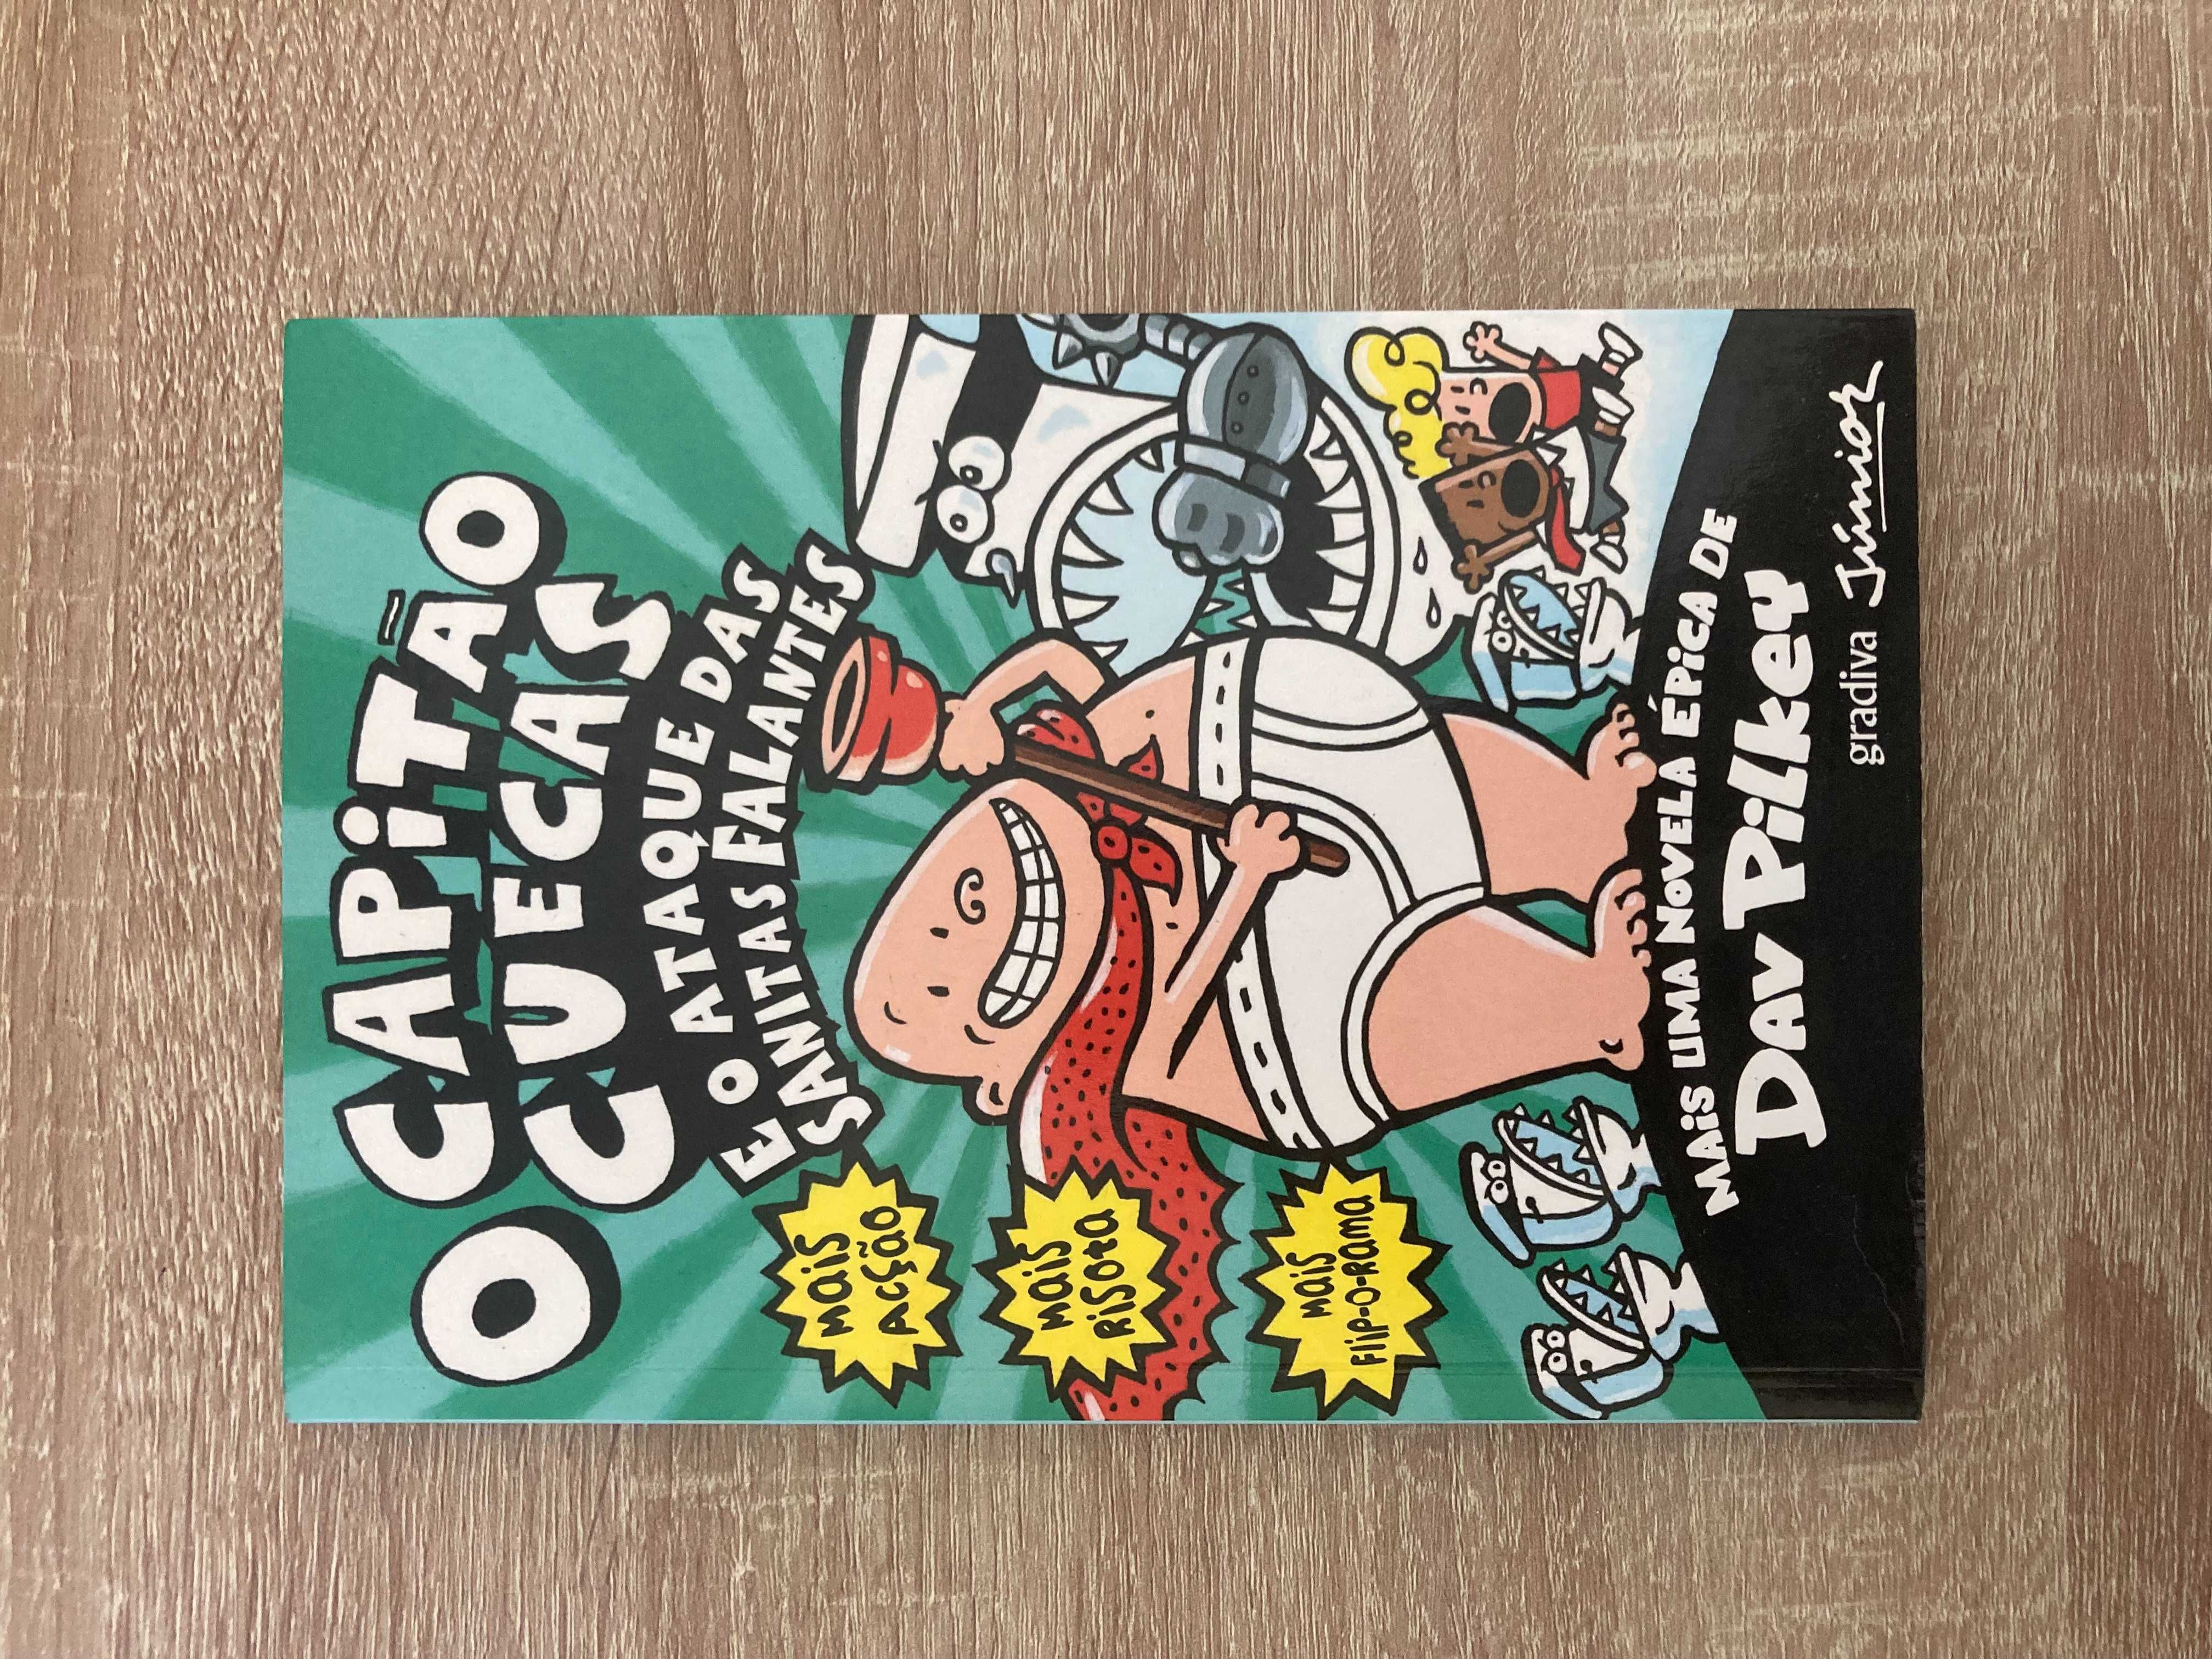 O CAPiTÃO
CUECAS
E O ATAQUE DAS
SANITAS FALANTES
Mais
Acção
Mais
Risota
Mais
Flip-O-Rama
MAiS UMA NOVELA ÉPiCA DE
DAV PiLkEY
gradiva Júnior